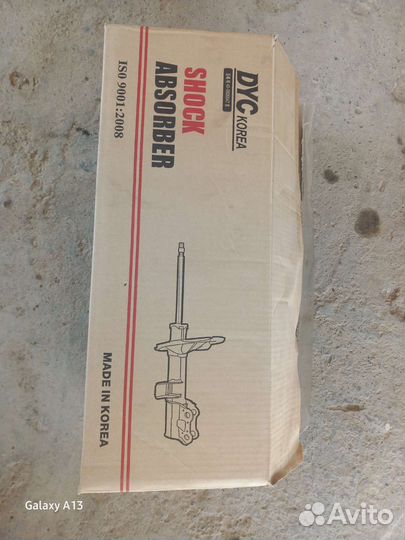 DYC KOREA
SHOCK
ABSORBER
ISO 9001:2008
MADE IN KOREA
Galaxy A13
Avito